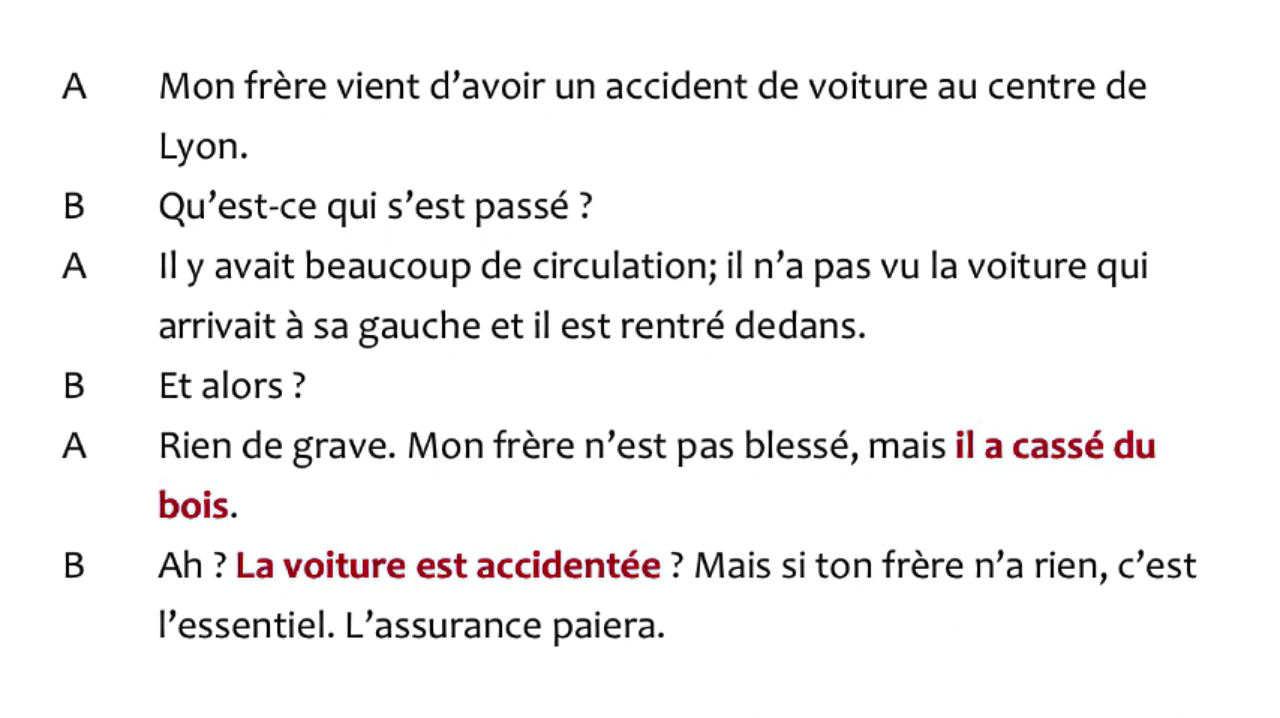 A Mon frère vient d’avoir un accident de voiture au centre de
Lyon.
B Qu’est-ce qui s’est passé ?
A Il y avait beaucoup de circulation; il n’a pas vu la voiture qui
arrivait à sa gauche et il est rentré dedans.
B Et alors ?
A Rien de grave. Mon frère n’est pas blessé, mais il a cassé du
bois.
B Ah ? La voiture est accidentée ? Mais si ton frère n’a rien, c’est
l’essentiel. L’assurance paiera.